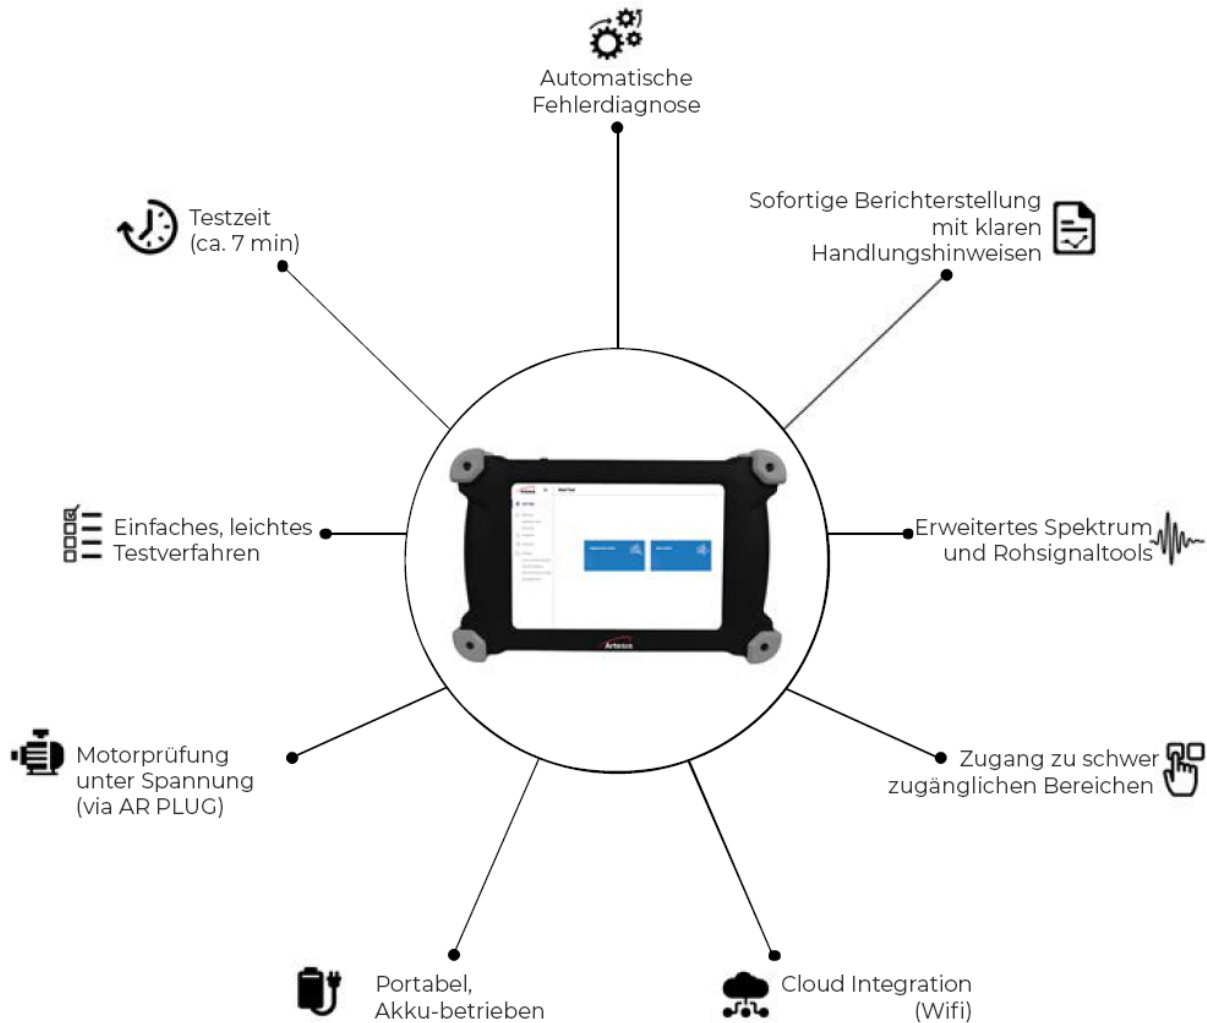 Automatische
Fehlerdiagnose
Sofortige Berichterstellung
mit klaren
Handlungshinweisen
Testzeit
(ca. 7 min)
Einfaches, leichtes
Testverfahren
Erweitertes Spektrum
und Rohsignaltools
Artesis
Motorprüfung
unter Spannung
(via AR PLUG)
Zugang zu schwer
zugänglichen Bereichen
Portabel,
Akku-betrieben
Cloud Integration
(Wifi)